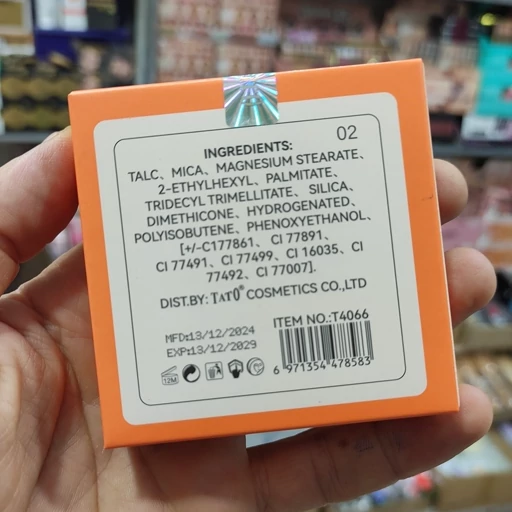 02
INGREDIENTS:
TALC、MICA、MAGNESIUM STEARATE、
2-ETHYLHEXYL、PALMITATE、
TRIDECYL TRIMELLITATE、SILICA、
DIMETHICONE、HYDROGENATED、
POLYISOBUTENE、PHENOXYETHANOL、
[+/-C177861、CI 77891、
CI 77491、CI 77499、CI 16035、CI
77492、CI 77007].
DIST.BY: TATO® COSMETICS CO.,LTD
ITEM NO.:T4066
MFD:13/12/2024
EXP:13/12/2029
12M
6 971354 478583